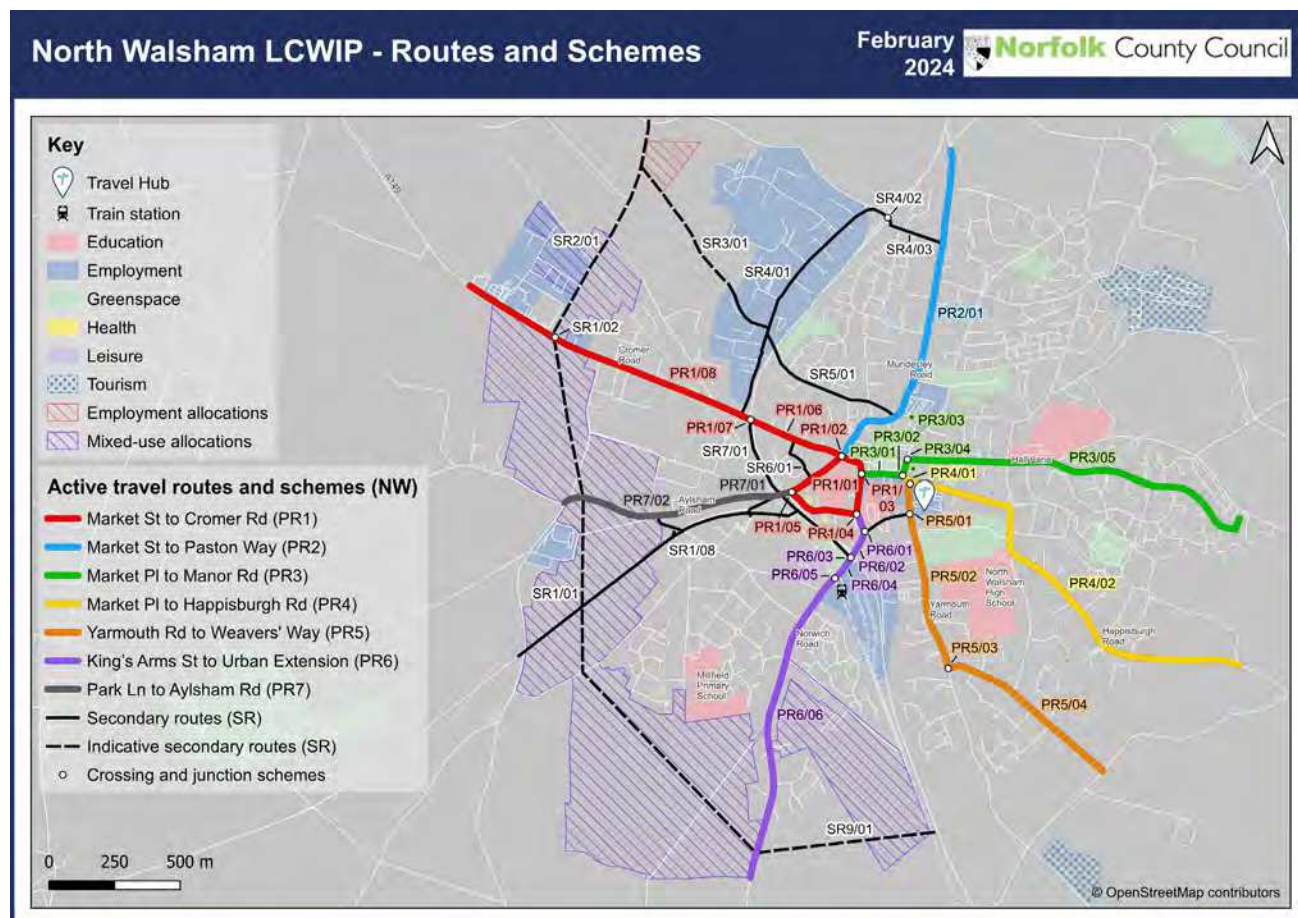 North Walsham LCWIP - Routes and Schemes
February
2024
Norfolk County Council
Key
Travel Hub
Train station
Education
Employment
Greenspace
Health
Leisure
Tourism
Employment allocations
Mixed-use allocations
Active travel routes and schemes (NW)
Market St to Cromer Rd (PR1)
Market St to Paston Way (PR2)
Market Pl to Manor Rd (PR3)
Market Pl to Happisburgh Rd (PR4)
Yarmouth Rd to Weavers' Way (PR5)
King's Arms St to Urban Extension (PR6)
Park Ln to Aylsham Rd (PR7)
Secondary routes (SR)
Indicative secondary routes (SR)
Crossing and junction schemes
0 250 500 m
A149
SR2/01
SR3/01
SR4/01
SR4/02
SR4/03
SR1/02
PR2/01
Cromer
Road
PR1/08
SR5/01
Mundesley
Road
PR1/06
PR1/07
PR1/02
PR3/03
PR3/02
PR3/04
SR7/01
PR3/01
SR6/01
PR4/01
PR3/05
PR7/01
PR1/01
PR1/
03
PR7/02
Aylsham
Road
PR1/05
PR1/04
PR5/01
SR1/08
PR6/03
PR6/01
PR6/02
PR6/05
PR6/04
PR5/02
North
Walsham
High
School
PR4/02
SR1/01
Yarmouth
Road
Norwich
Road
Happisburgh
Road
PR5/03
Millfield
Primary
School
PR5/04
PR6/06
SR9/01
© OpenStreetMap contributors